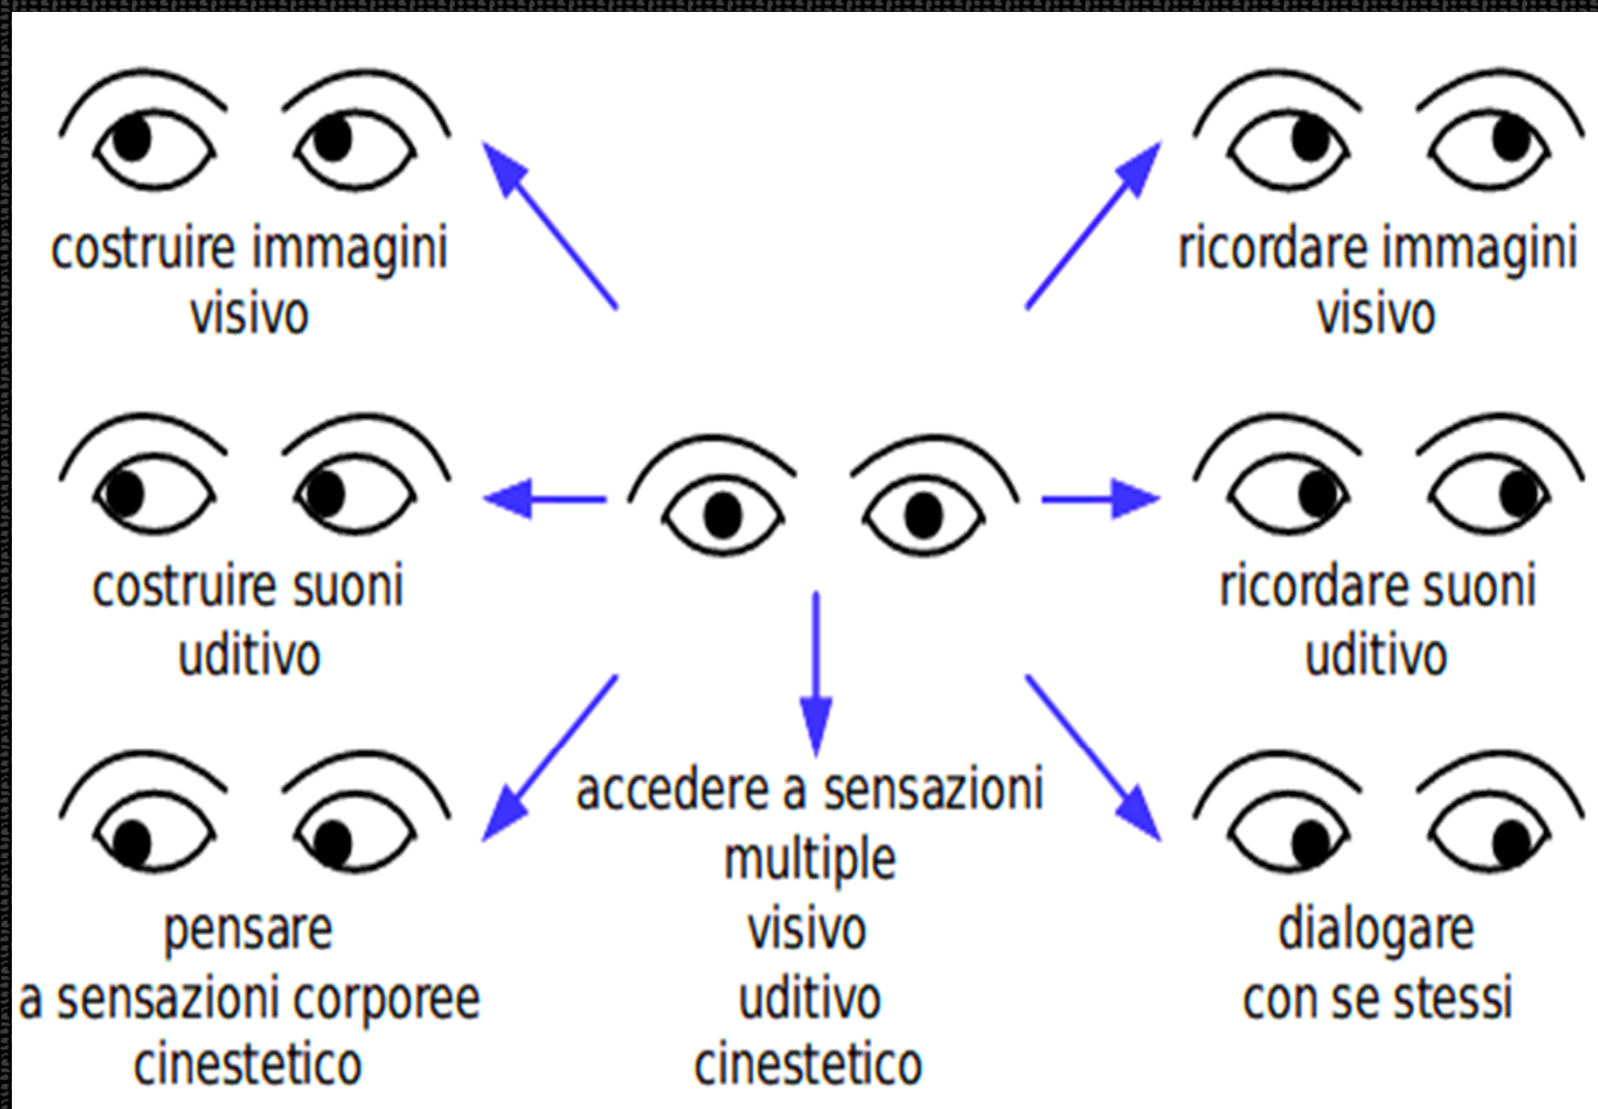 costruire immagini
visivo
ricordare immagini
visivo
costruire suoni
uditivo
ricordare suoni
uditivo
pensare
a sensazioni corporee
cinestetico
accedere a sensazioni
multiple
visivo
uditivo
cinestetico
dialogare
con se stessi